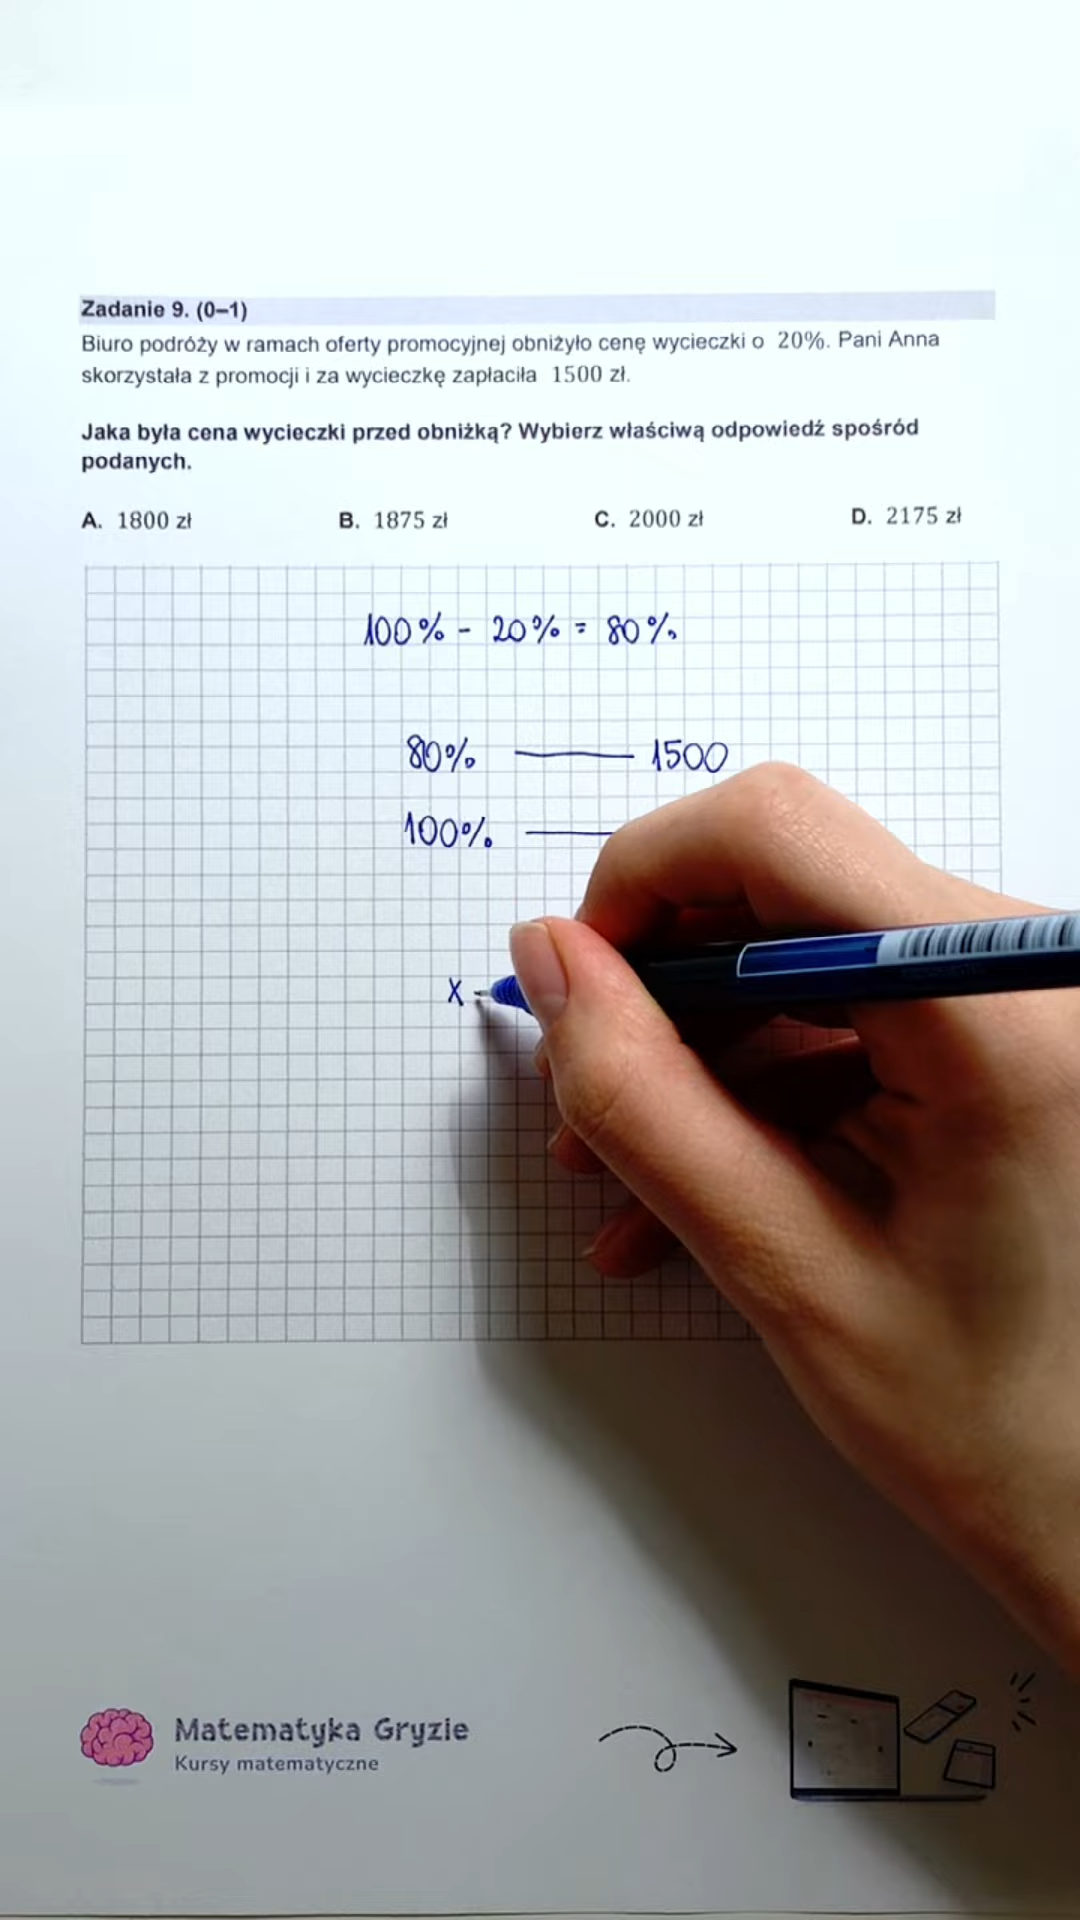 Zadanie 9. (0–1)
Biuro podróży w ramach oferty promocyjnej obniżyło cenę wycieczki o 20%. Pani Anna
skorzystała z promocji i za wycieczkę zapłaciła 1500 zł.
Jaka była cena wycieczki przed obniżką? Wybierz właściwą odpowiedź spośród
podanych.
A. 1800 zł B. 1875 zł C. 2000 zł D. 2175 zł
100% - 20% = 80%
80% — 1500
100% —
x
Matematyka Gryzie
Kursy matematyczne